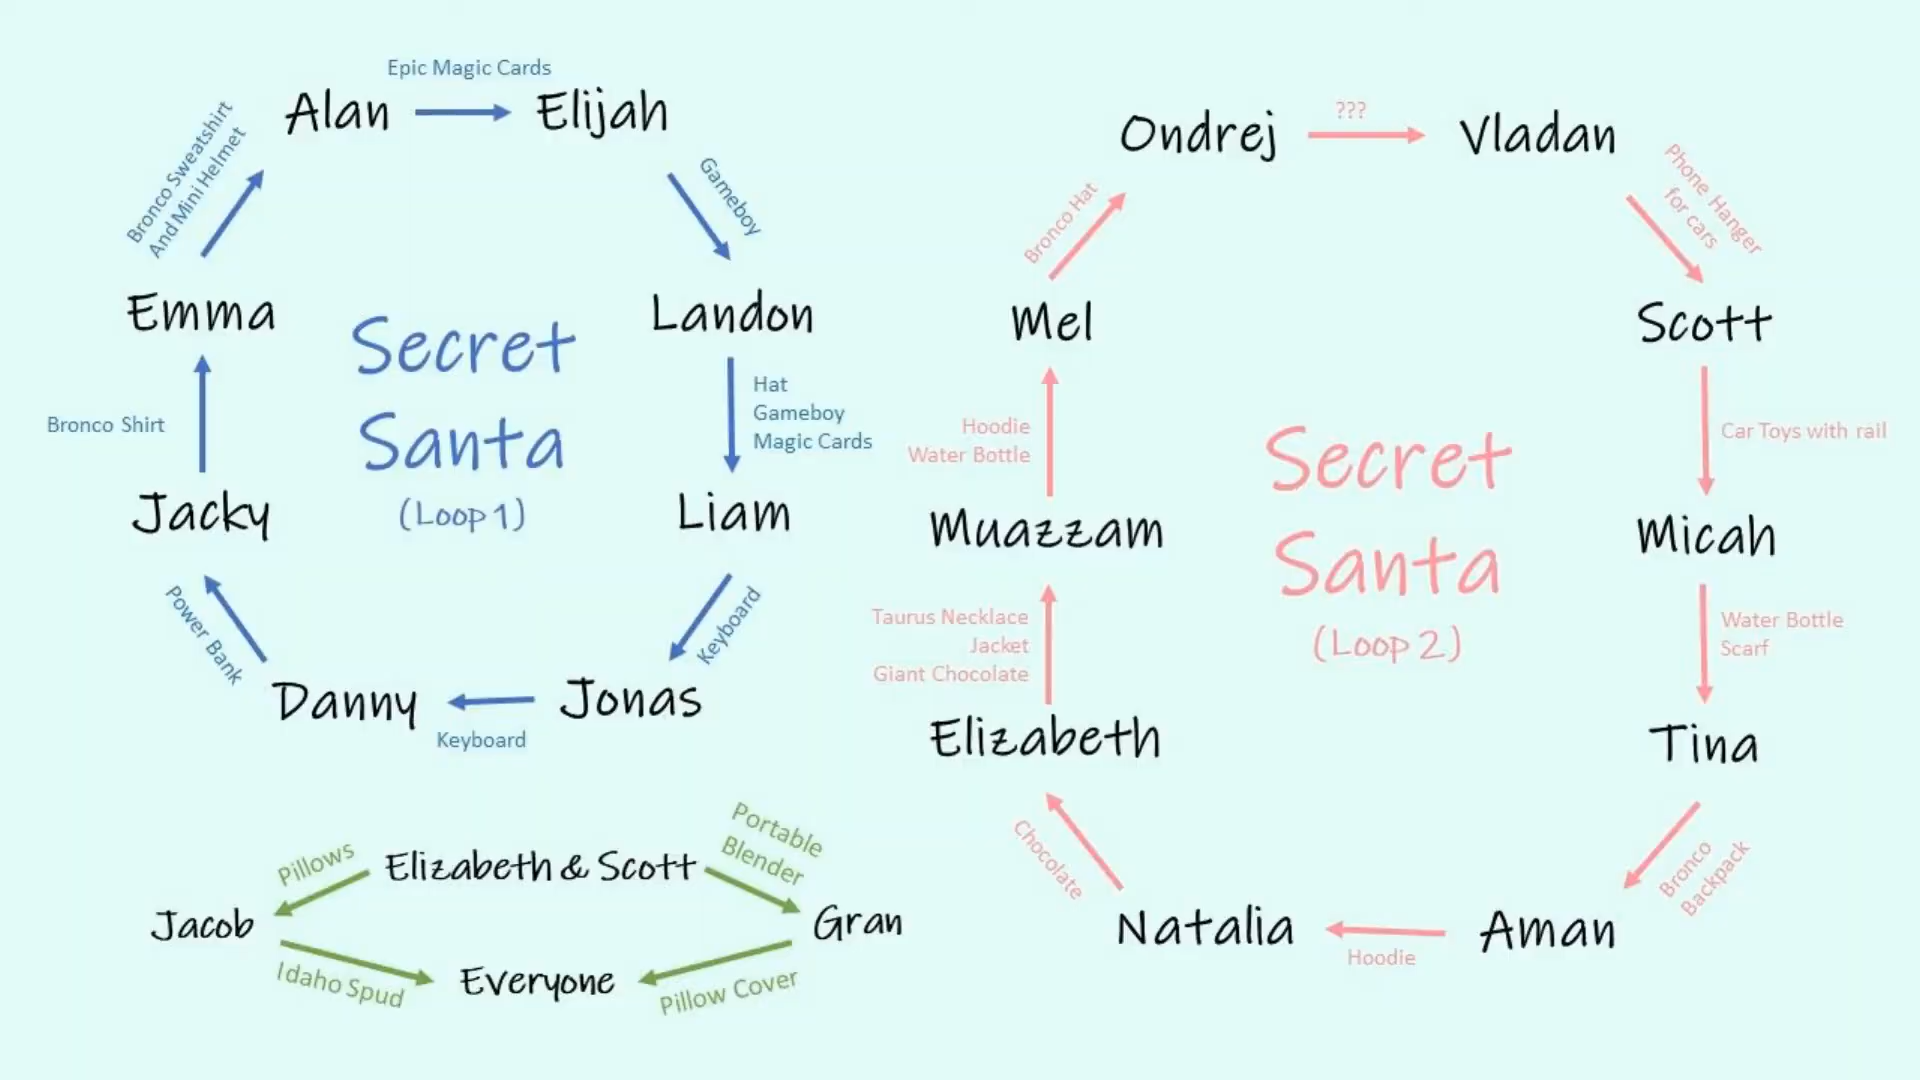 Epic Magic Cards
Alan
Elijah
Bronco Sweatshirt
And Mini Helmet
Gameboy
Emma
Landon
Secret
Santa
(Loop 1)
Bronco Shirt
Hat
Gameboy
Magic Cards
Jacky
Liam
Power Bank
Keyboard
Danny
Jonas
Keyboard
Ondrej
???
Vladan
Bronco Hat
Phone Hanger
for cars
Mel
Scott
Hoodie
Water Bottle
Secret
Santa
(Loop 2)
Car Toys with rail
Muazzam
Micah
Taurus Necklace
Jacket
Giant Chocolate
Water Bottle
Scarf
Elizabeth
Tina
Chocolate
Bronco
Backpack
Natalia
Hoodie
Aman
Pillows
Elizabeth & Scott
Portable
Blender
Jacob
Gran
Idaho Spud
Everyone
Pillow Cover